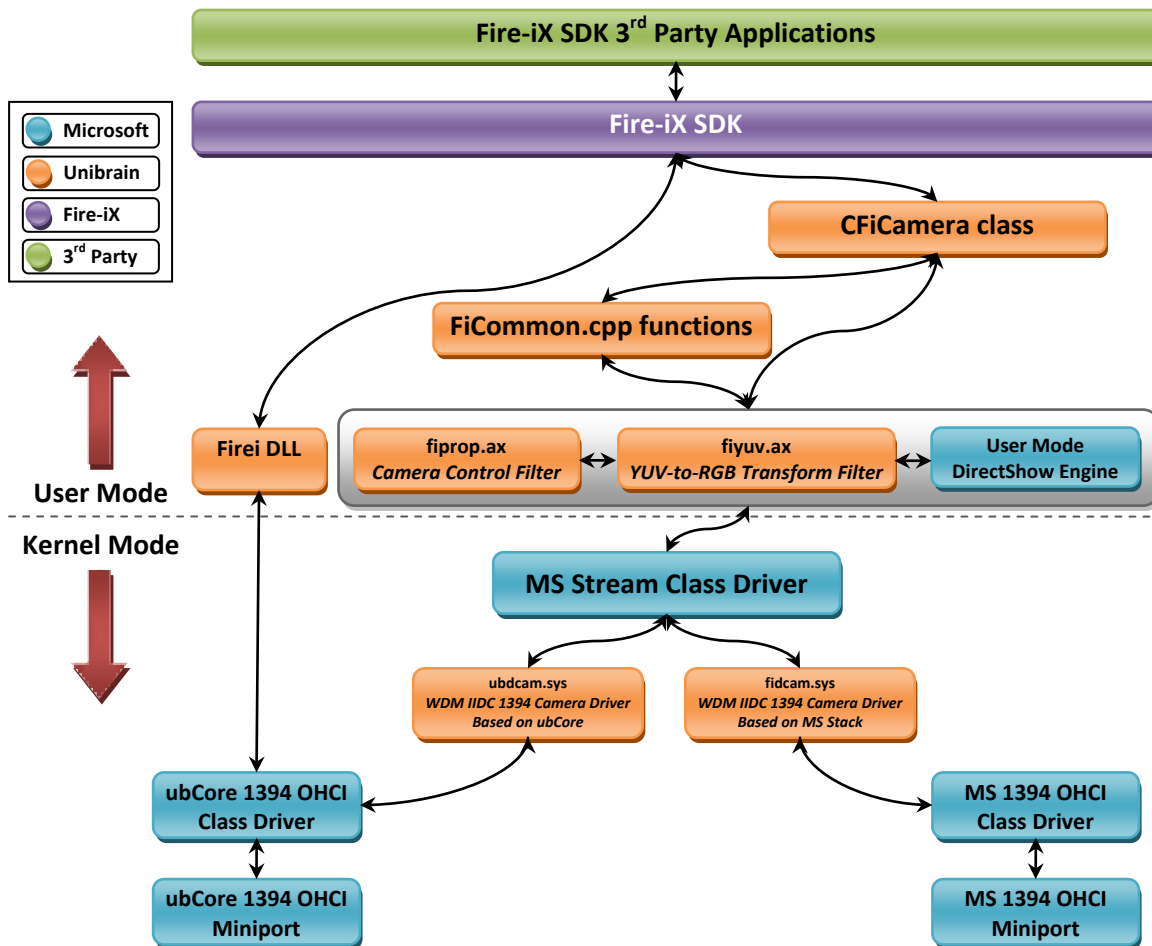 Fire-iX SDK 3rd Party Applications
Fire-iX SDK
Microsoft
Unibrain
Fire-iX
3rd Party
CFiCamera class
FiCommon.cpp functions
Firei DLL
fiprop.ax
Camera Control Filter
fiyuv.ax
YUV-to-RGB Transform Filter
User Mode
DirectShow Engine
User Mode
Kernel Mode
MS Stream Class Driver
ubdcam.sys
WDM IIDC 1394 Camera Driver
Based on ubCore
fidcam.sys
WDM IIDC 1394 Camera Driver
Based on MS Stack
ubCore 1394 OHCI
Class Driver
MS 1394 OHCI
Class Driver
ubCore 1394 OHCI
Miniport
MS 1394 OHCI
Miniport